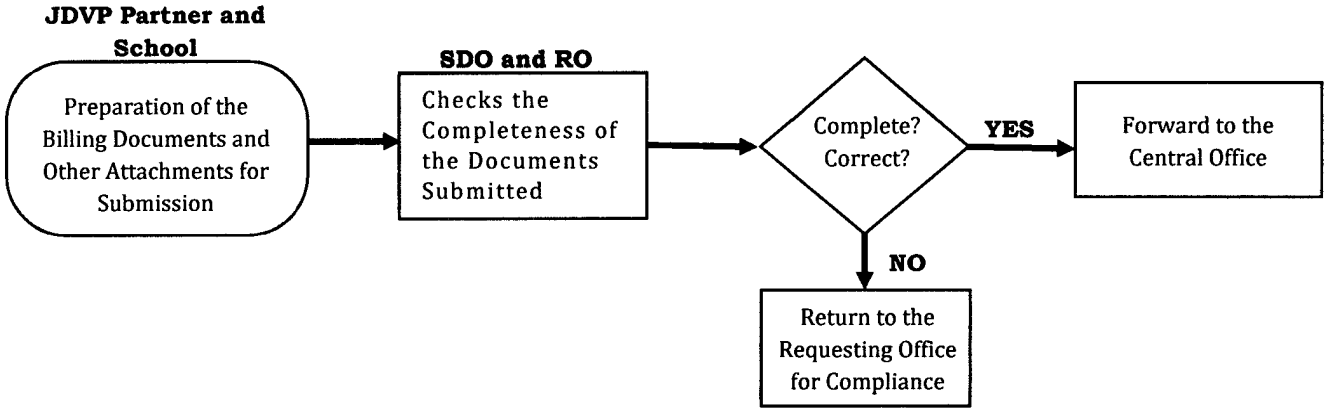 JDVP Partner and
School
Preparation of the
Billing Documents and
Other Attachments for
Submission
SDO and RO
Checks the
Completeness of
the Documents
Submitted
Complete?
Correct?
YES
Forward to the
Central Office
NO
Return to the
Requesting Office
for Compliance